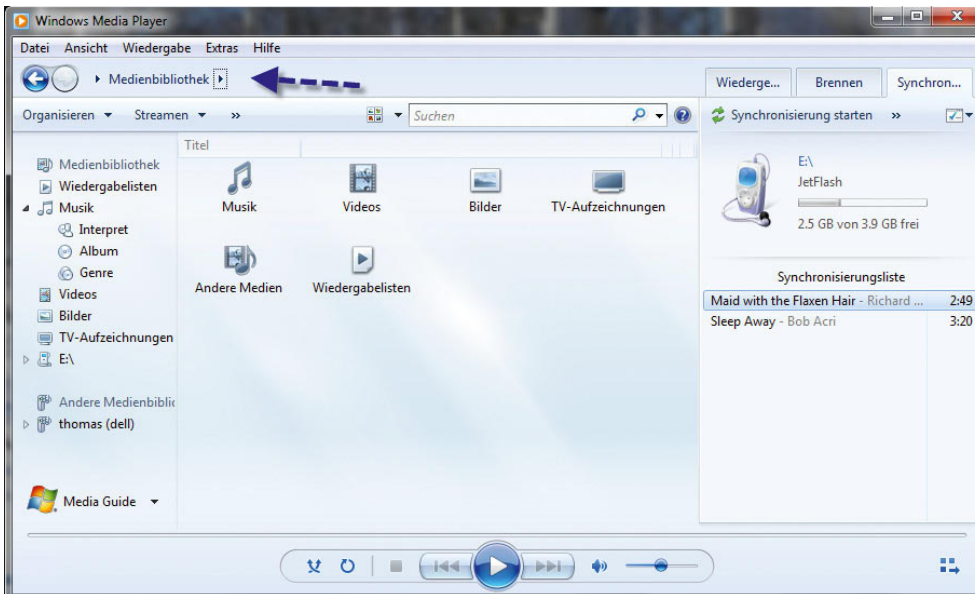 Windows Media Player
Datei Ansicht Wiedergabe Extras Hilfe
Medienbibliothek
Wiederge... Brennen Synchron...
Organisieren Streamen » Suchen
Synchronisierung starten »
Medienbibliothek
Wiedergabelisten
Musik
Interpret
Album
Genre
Videos
Bilder
TV-Aufzeichnungen
E:\
Andere Medienbiblic
thomas (dell)
Media Guide
Titel
Musik Videos Bilder TV-Aufzeichnungen
Andere Medien Wiedergabelisten
E:\
JetFlash
2.5 GB von 3.9 GB frei
Synchronisierungsliste
Maid with the Flaxen Hair - Richard ... 2:49
Sleep Away - Bob Acri 3:20